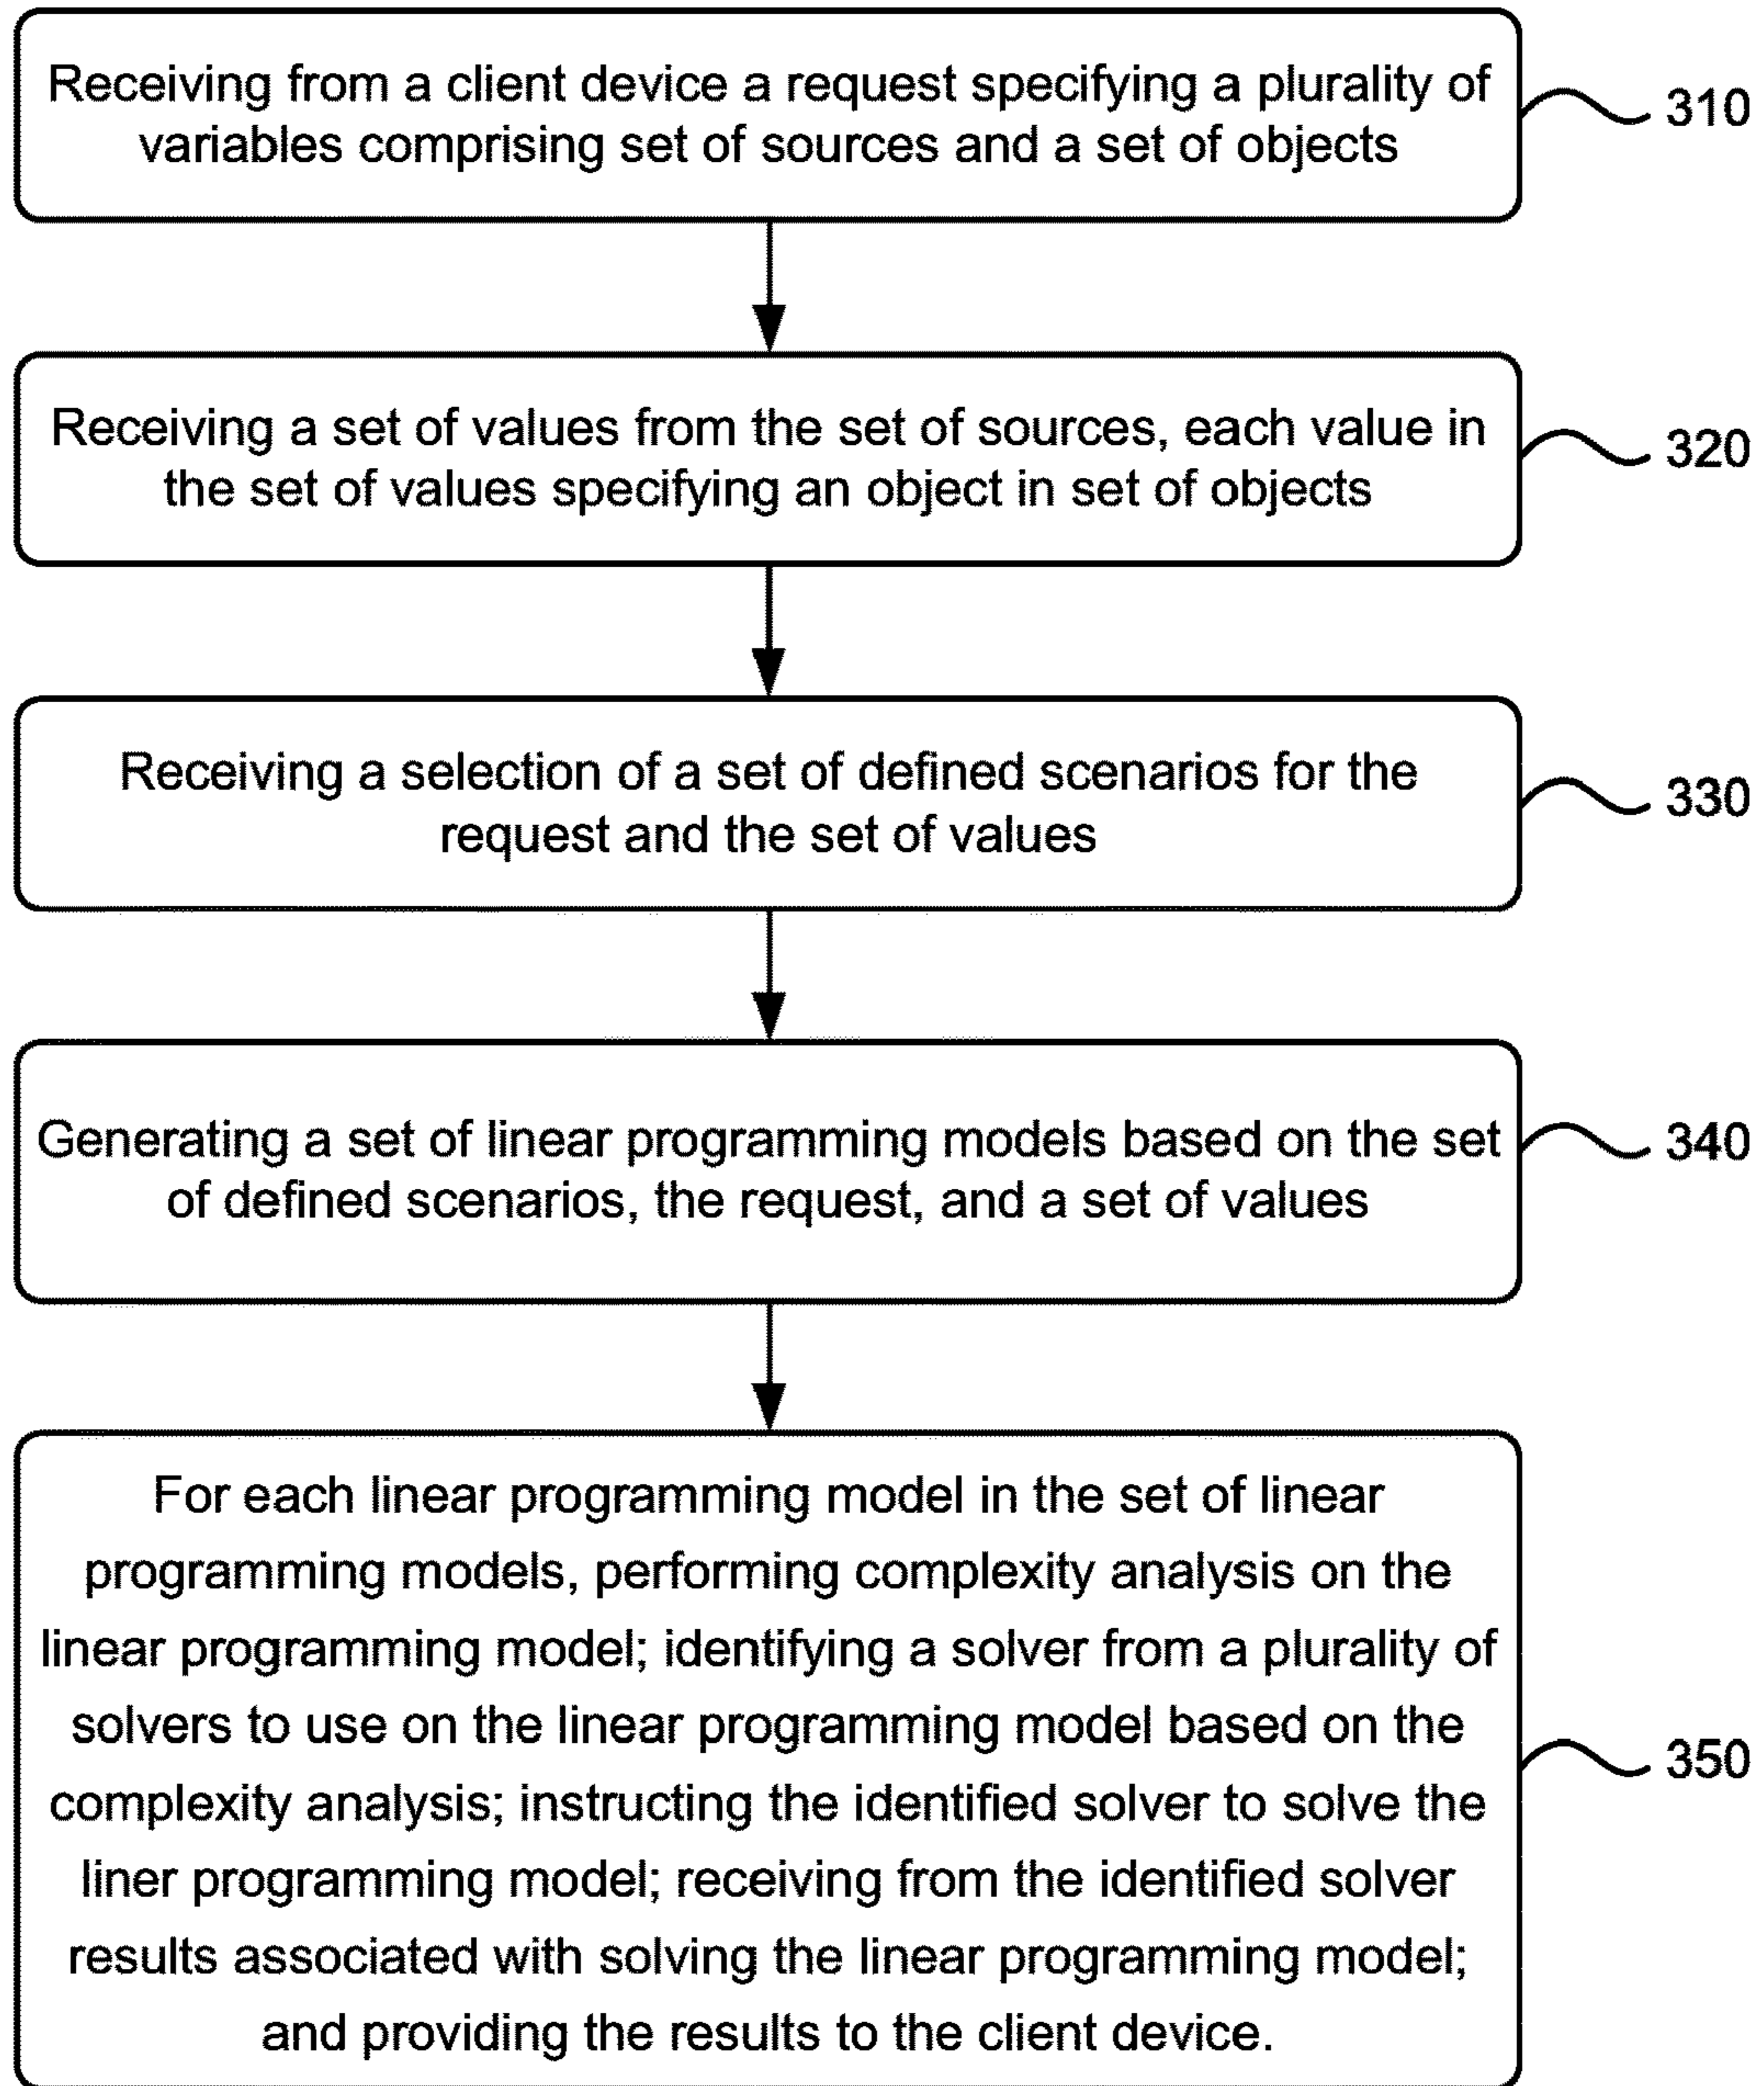 Receiving from a client device a request specifying a plurality of
variables comprising set of sources and a set of objects
310
Receiving a set of values from the set of sources, each value in
the set of values specifying an object in set of objects
320
Receiving a selection of a set of defined scenarios for the
request and the set of values
330
Generating a set of linear programming models based on the set
of defined scenarios, the request, and a set of values
340
For each linear programming model in the set of linear
programming models, performing complexity analysis on the
linear programming model; identifying a solver from a plurality of
solvers to use on the linear programming model based on the
complexity analysis; instructing the identified solver to solve the
liner programming model; receiving from the identified solver
results associated with solving the linear programming model;
and providing the results to the client device.
350